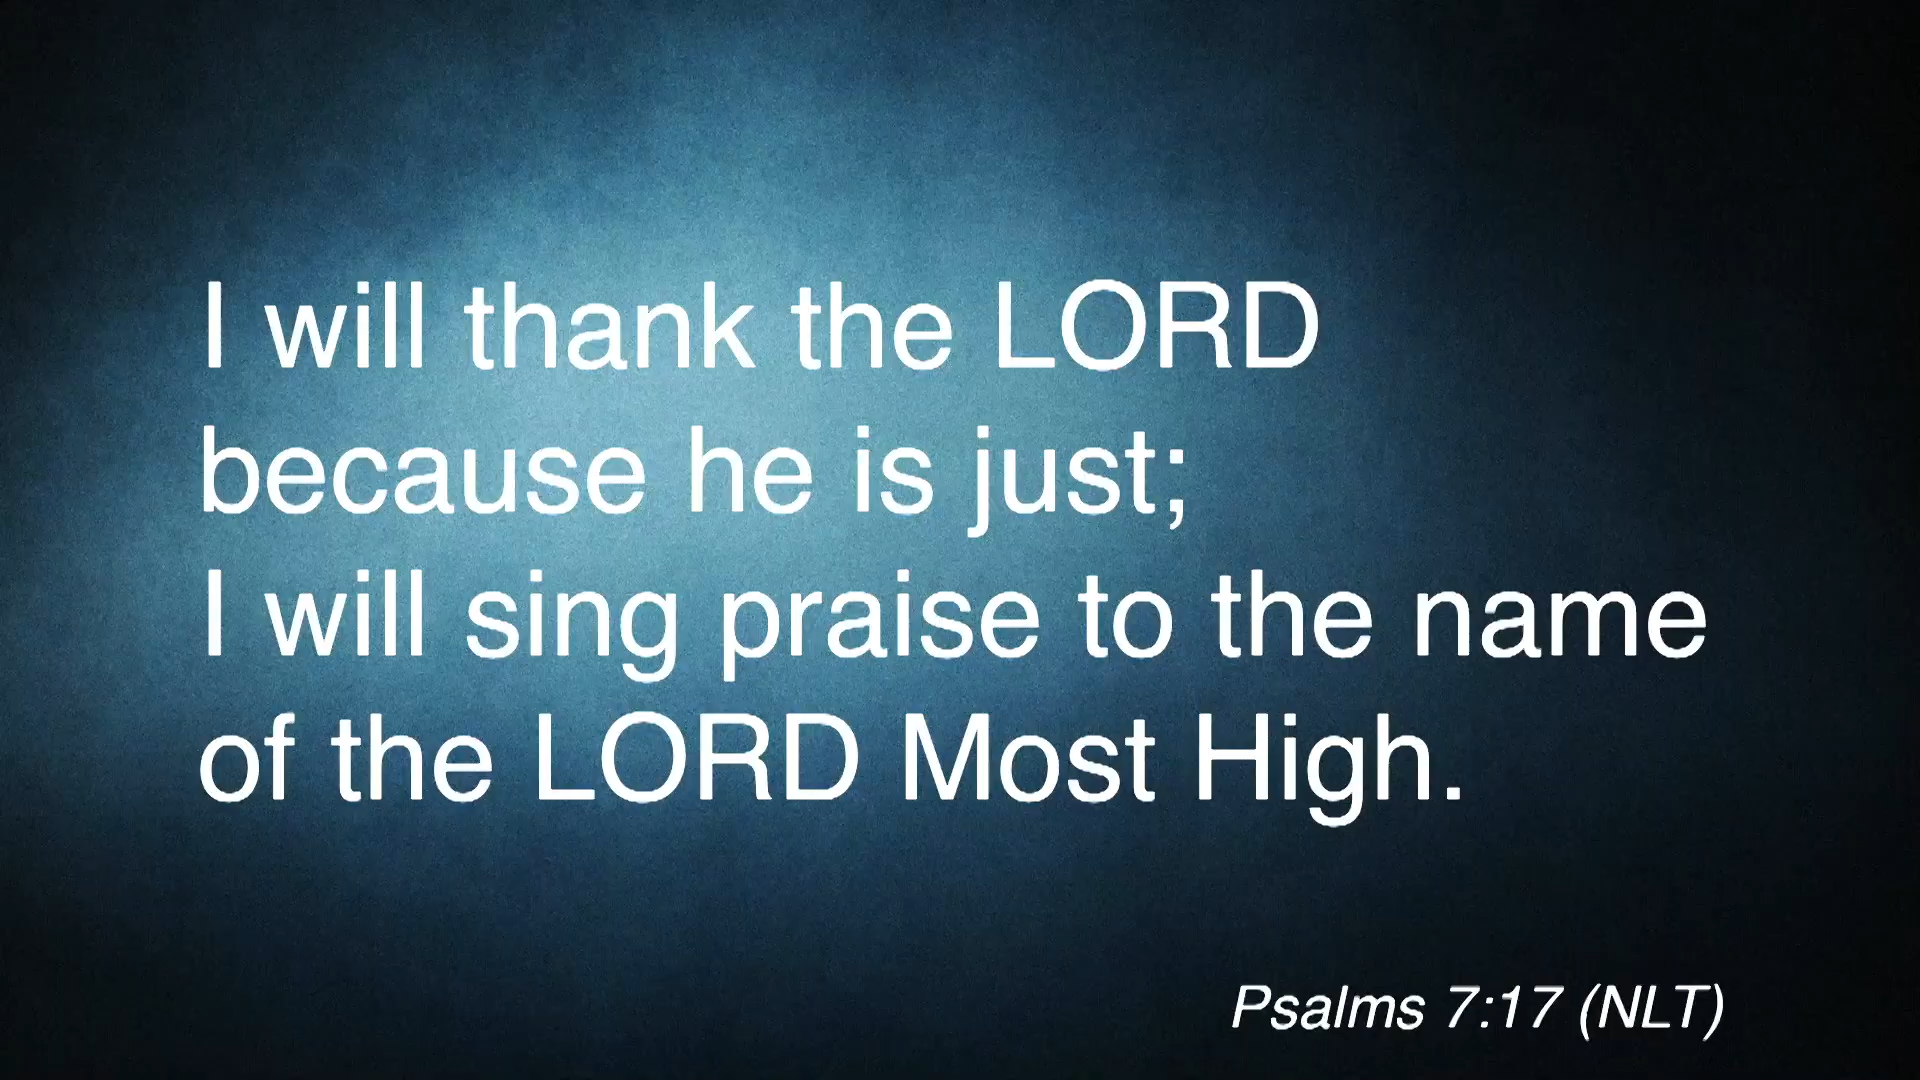 I will thank the LORD
because he is just;
I will sing praise to the name
of the LORD Most High.
Psalms 7:17 (NLT)